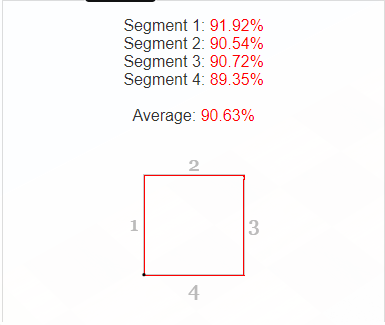 Segment 1: 91.92%
Segment 2: 90.54%
Segment 3: 90.72%
Segment 4: 89.35%
Average: 90.63%
2
1
3
4